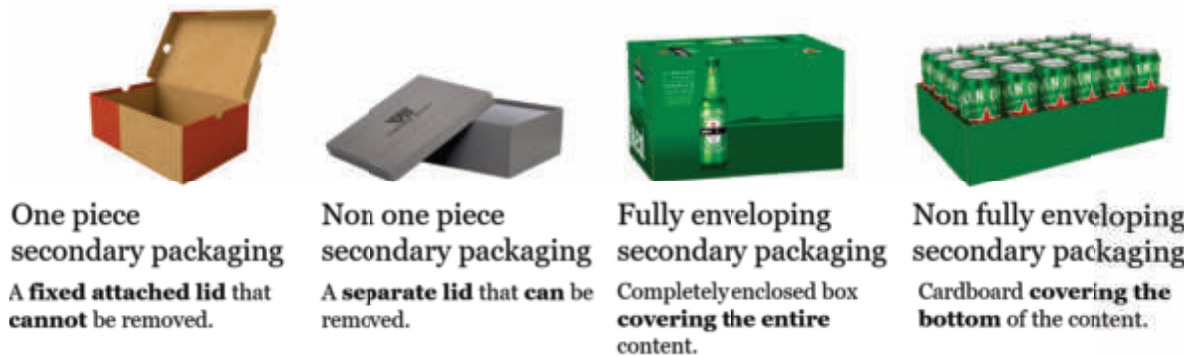 One piece
secondary packaging
A fixed attached lid that
cannot be removed.
Non one piece
secondary packaging
A separate lid that can be
removed.
Fully enveloping
secondary packaging
Completely enclosed box
covering the entire
content.
Non fully enveloping
secondary packaging
Cardboard covering the
bottom of the content.